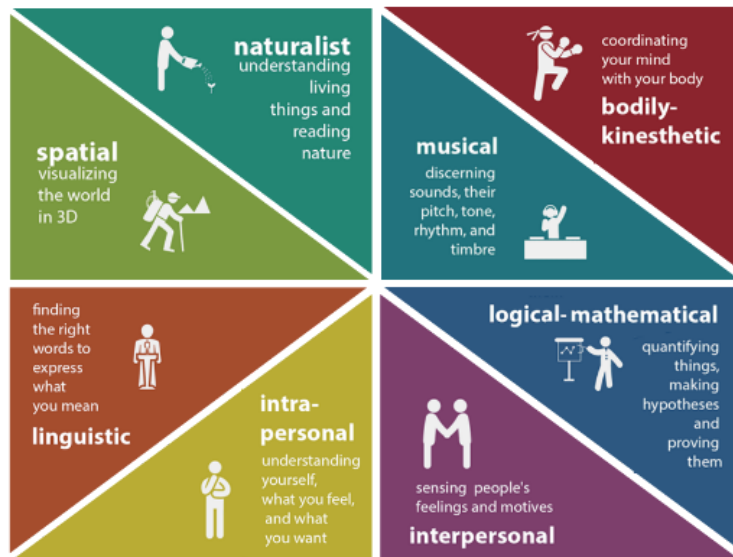 naturalist
understanding
living
things and
reading
nature
spatial
visualizing
the world
in 3D
coordinating
your mind
with your body
bodily-
kinesthetic
musical
discerning
sounds, their
pitch, tone,
rhythm, and
timbre
finding
the right
words to
express
what
you mean
linguistic
intra-
personal
understanding
yourself,
what you feel,
and what
you want
logical-mathematical
quantifying
things,
making
hypotheses
and
proving
them
sensing people's
feelings and motives
interpersonal